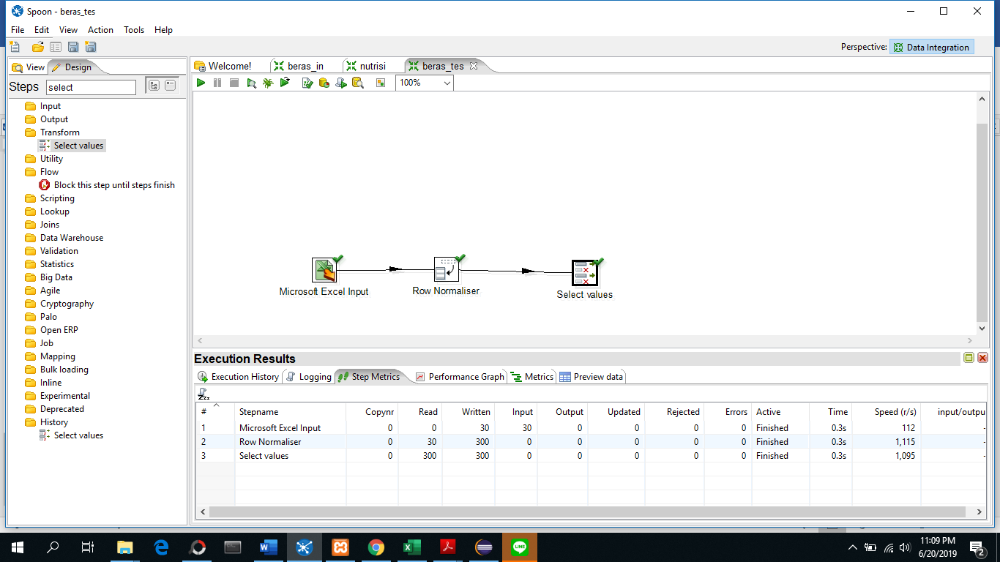 Spoon - beras_tes
File Edit View Action Tools Help
Perspective: Data Integration
View Design
Steps select
Input
Output
Transform
Select values
Utility
Flow
Block this step until steps finish
Scripting
Lookup
Joins
Data Warehouse
Validation
Statistics
Big Data
Agile
Cryptography
Palo
Open ERP
Job
Mapping
Bulk loading
Inline
Experimental
Deprecated
History
Select values
Welcome! beras_in nutrisi beras_tes
100%
Microsoft Excel Input
Row Normaliser
Select values
Execution Results
Execution History Logging Step Metrics Performance Graph Metrics Preview data
# Stepname Copynr Read Written Input Output Updated Rejected Errors Active Time Speed (r/s) input/outpu
1 Microsoft Excel Input 0 0 30 30 0 0 0 0 Finished 0.3s 112 -
2 Row Normaliser 0 30 300 0 0 0 0 0 Finished 0.3s 1,115 -
3 Select values 0 300 300 0 0 0 0 0 Finished 0.3s 1,095 -
11:09 PM
6/20/2019
2
LINE